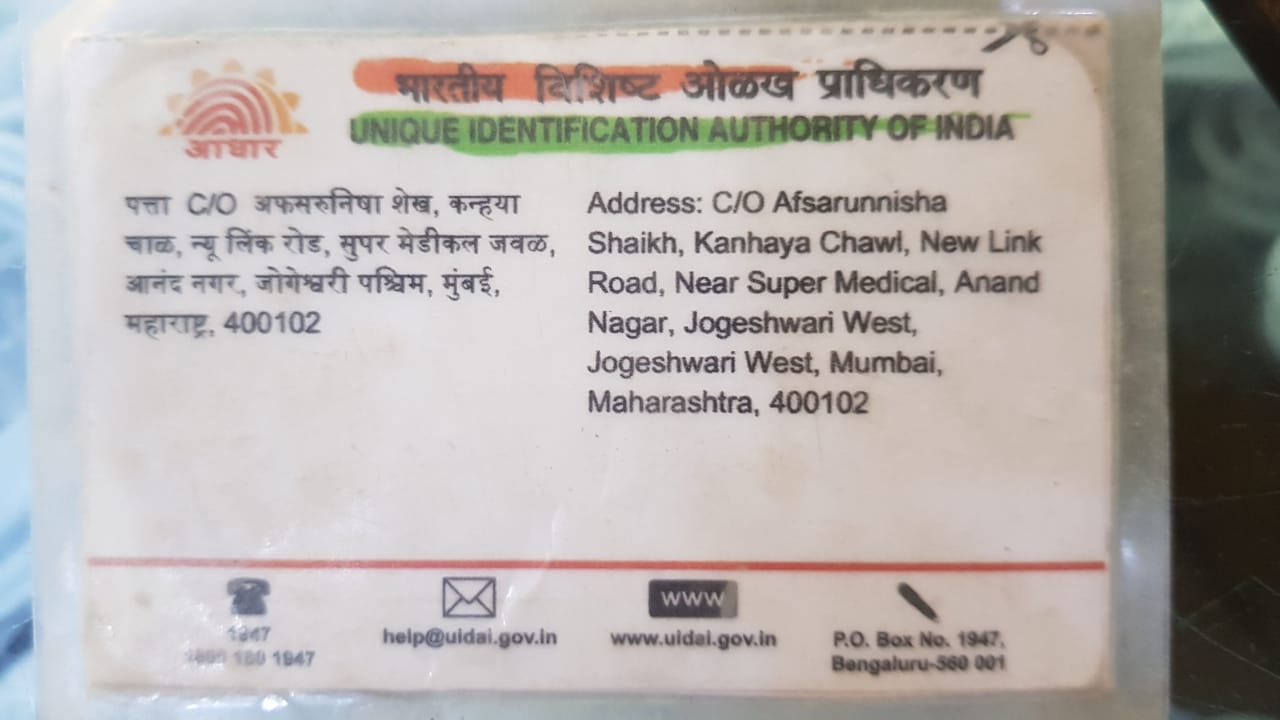 भारतीय विशिष्ट ओळख प्राधिकरण
UNIQUE IDENTIFICATION AUTHORITY OF INDIA
आधार
पत्ता C/O अफसरुनिषा शेख, कन्हया
चाळ, न्यू लिंक रोड, सुपर मेडीकल जवळ,
आनंद नगर, जोगेश्वरी पश्चिम, मुंबई,
महाराष्ट्र, 400102
Address: C/O Afsarunnisha
Shaikh, Kanhaya Chawl, New Link
Road, Near Super Medical, Anand
Nagar, Jogeshwari West,
Jogeshwari West, Mumbai,
Maharashtra, 400102
1947
1800 180 1947
help@uidai.gov.in
www
www.uidai.gov.in
P.O. Box No. 1947,
Bengaluru-560 001